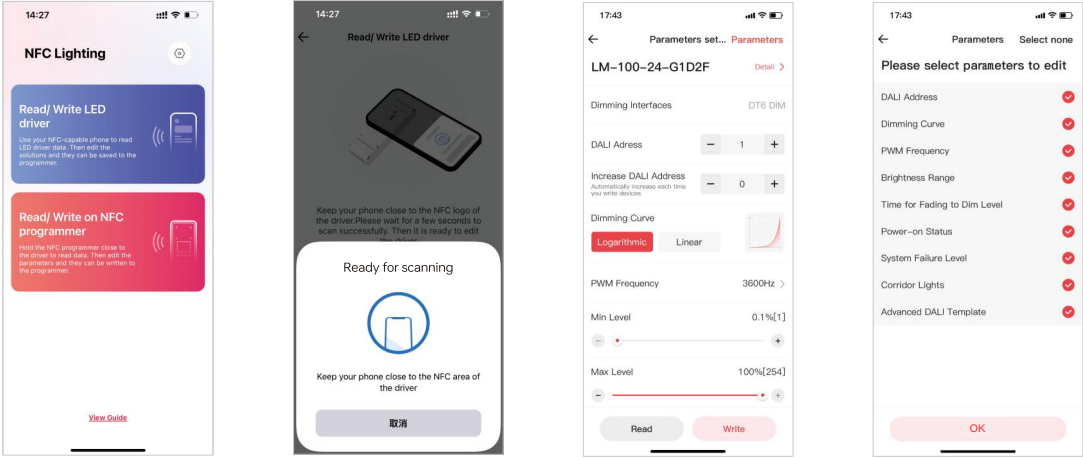 14:27
NFC Lighting
Read/ Write LED
driver
Use your NFC-capable phone to read
LED driver data. Then edit the
solutions and they can be saved to the
programmer.
Read/ Write on NFC
programmer
Hold the NFC programmer close to
the driver to read data. Then edit the
parameters and they can be written to
the programmer.
View Guide
14:27
Read/ Write LED driver
Keep your phone close to the NFC logo of
the driver.Please wait for a few seconds to
scan successfully. Then it is ready to edit
the driver
Ready for scanning
Keep your phone close to the NFC area of
the driver
取消
17:43
Parameters set... Parameters
LM-100-24-G1D2F Detail >
Dimming Interfaces DT6 DIM
DALI Adress − 1 +
Increase DALI Address
Automatically increase each time
you write devices
− 0 +
Dimming Curve
Logarithmic Linear
PWM Frequency 3600Hz >
Min Level 0.1%[1]
− +
Max Level 100%[254]
− +
Read Write
17:43
Parameters Select none
Please select parameters to edit
DALI Address
Dimming Curve
PWM Frequency
Brightness Range
Time for Fading to Dim Level
Power-on Status
System Failure Level
Corridor Lights
Advanced DALI Template
OK